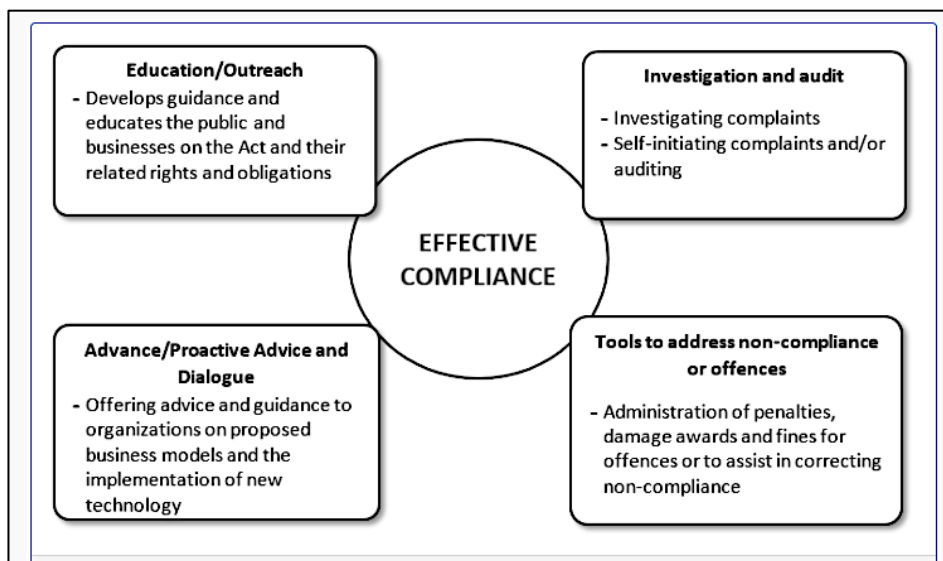 Education/Outreach
- Develops guidance and
educates the public and
businesses on the Act and their
related rights and obligations
Investigation and audit
- Investigating complaints
- Self-initiating complaints and/or
auditing
EFFECTIVE
COMPLIANCE
Advance/Proactive Advice and
Dialogue
- Offering advice and guidance to
organizations on proposed
business models and the
implementation of new
technology
Tools to address non-compliance
or offences
- Administration of penalties,
damage awards and fines for
offences or to assist in correcting
non-compliance